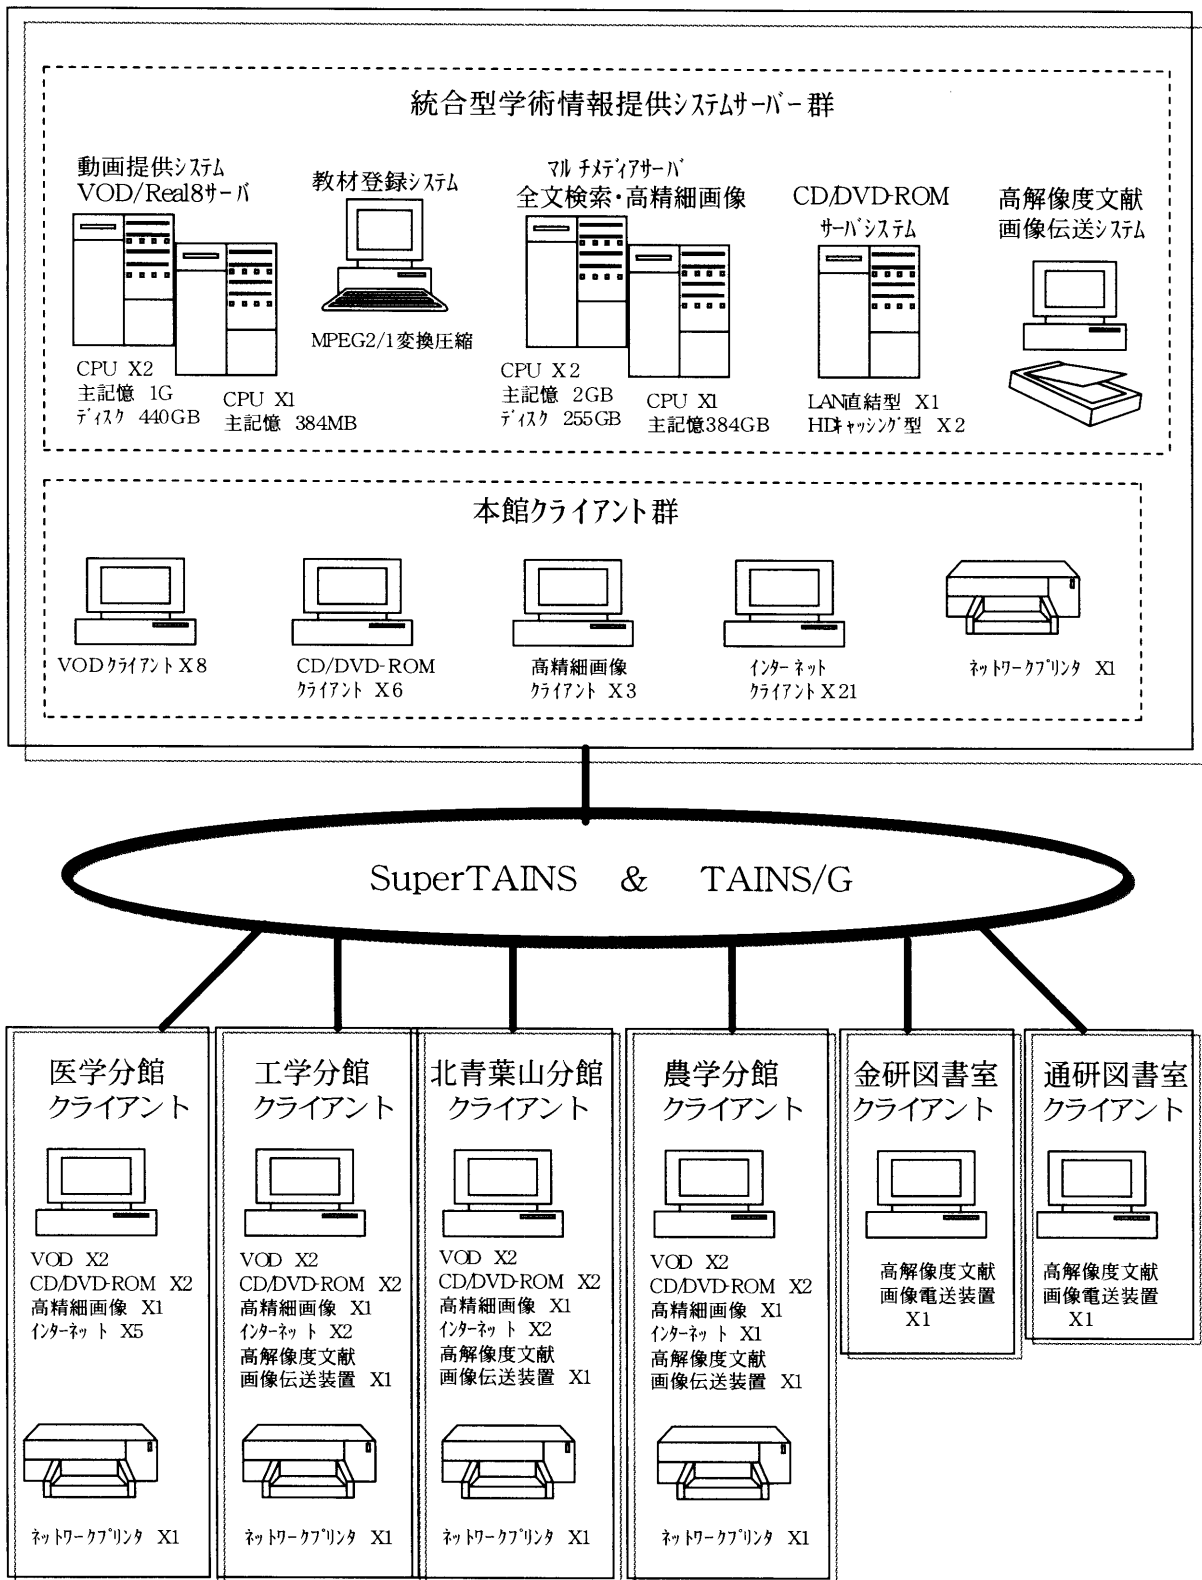 統合型学術情報提供システムサーバー群
動画提供システム
VOD/Real8サーバ
教材登録システム
マルチメディアサーバ
全文検索・高精細画像
CD/DVD-ROM
サーバシステム
高解像度文献
画像伝送システム
MPEG2/1変換圧縮
CPU X2
主記憶 1G
ディスク 440GB
CPU X1
主記憶 384MB
CPU X2
主記憶 2GB
ディスク 255GB
CPU X1
主記憶384GB
LAN直結型 X1
HDキャッシング型 X2
本館クライアント群
VODクライアントX8
CD/DVD-ROM
クライアント X6
高精細画像
クライアント X3
インターネット
クライアントX21
ネットワークプリンタ X1
SuperTAINS & TAINS/G
医学分館
クライアント
VOD X2
CD/DVD-ROM X2
高精細画像 X1
インターネット X5
ネットワークプリンタ X1
工学分館
クライアント
VOD X2
CD/DVD-ROM X2
高精細画像 X1
インターネット X2
高解像度文献
画像伝送装置 X1
ネットワークプリンタ X1
北青葉山分館
クライアント
VOD X2
CD/DVD-ROM X2
高精細画像 X1
インターネット X2
高解像度文献
画像伝送装置 X1
ネットワークプリンタ X1
農学分館
クライアント
VOD X2
CD/DVD-ROM X2
高精細画像 X1
インターネット X1
高解像度文献
画像伝送装置 X1
ネットワークプリンタ X1
金研図書室
クライアント
高解像度文献
画像電送装置
X1
通研図書室
クライアント
高解像度文献
画像電送装置
X1